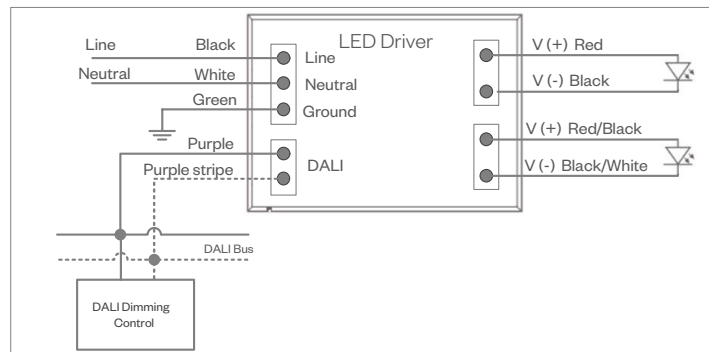 LED Driver
Line Black Line
Neutral White Neutral
Green Ground
Purple
Purple stripe
DALI
V (+) Red
V (-) Black
V (+) Red/Black
V (-) Black/White
DALI Bus
DALI Dimming
Control